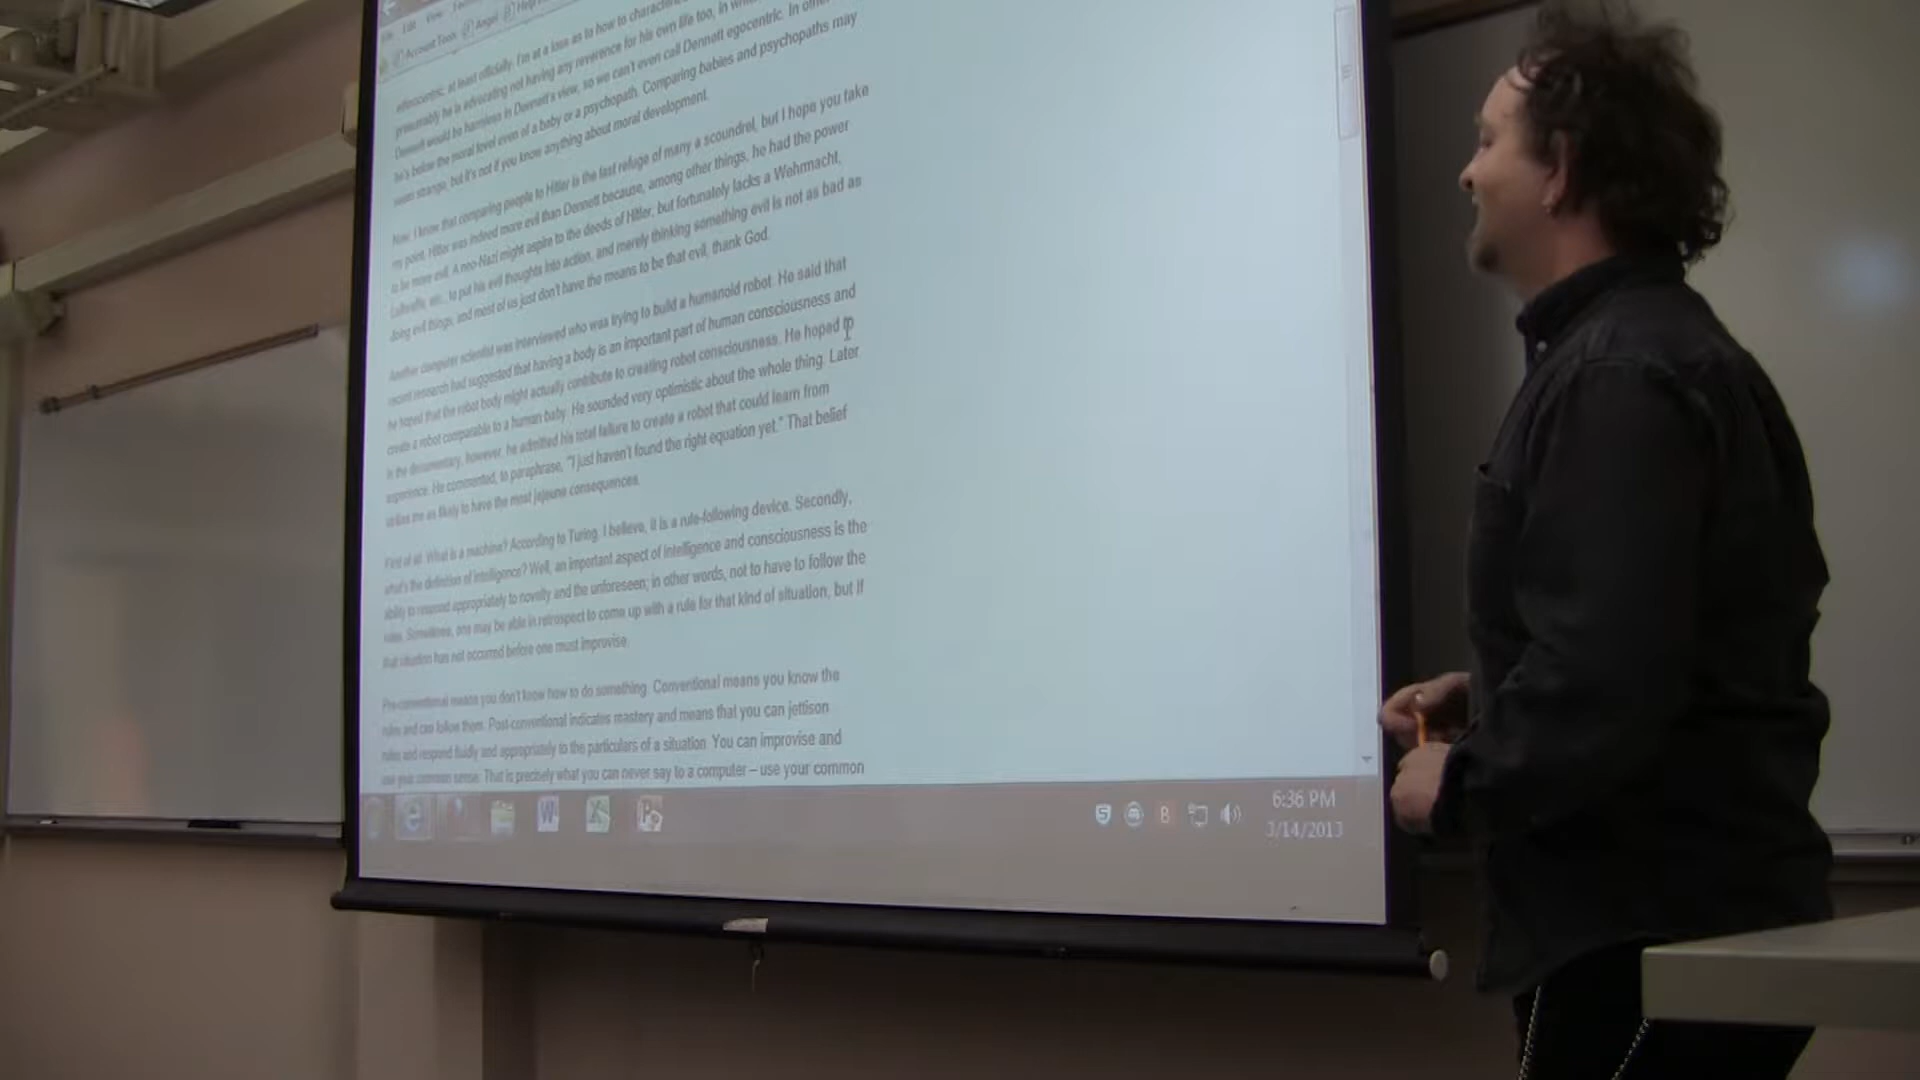 Edit View
Account Tools Angel Help
ethnocentric, at least officially. I'm at a loss as to how to characterize
presumably he is advocating not having any reverence for his own life too, in
Dennett would be harmless in Dennett's view, so we can't even call Dennett egocentric. In other
he's below the moral level even of a baby or a psychopath. Comparing babies and psychopaths may
seem strange, but it's not if you know anything about moral development.
Now, I know that comparing people to Hitler is the last refuge of many a scoundrel, but I hope you take
my point. Hitler was indeed more evil than Dennett because, among other things, he had the power
to be more evil. A neo-Nazi might aspire to the deeds of Hitler, but fortunately lacks a Wehrmacht,
Luftwaffe, etc., to put his evil thoughts into action, and merely thinking something evil is not as bad as
doing evil things, and most of us just don't have the means to be that evil, thank God.
Another computer scientist was interviewed who was trying to build a humanoid robot. He said that
recent research had suggested that having a body is an important part of human consciousness and
he hoped that the robot body might actually contribute to creating robot consciousness. He hoped to
create a robot comparable to a human baby. He sounded very optimistic about the whole thing. Later
in the documentary, however, he admitted his total failure to create a robot that could learn from
experience. He commented, to paraphrase, "I just haven't found the right equation yet." That belief
strikes me as likely to have the most jejeune consequences.
First of all. What is a machine? According to Turing, I believe, it is a rule-following device. Secondly,
what's the definition of intelligence? Well, an important aspect of intelligence and consciousness is the
ability to respond appropriately to novelty and the unforeseen; in other words, not to have to follow the
rules. Sometimes, one may be able in retrospect to come up with a rule for that kind of situation, but if
that situation has not occurred before one must improvise.
Pre-conventional means you don't know how to do something. Conventional means you know the
rules and can follow them. Post-conventional indicates mastery and means that you can jettison
rules and respond fluidly and appropriately to the particulars of a situation. You can improvise and
use your common sense. That is precisely what you can never say to a computer – use your common
6:36 PM
3/14/2013